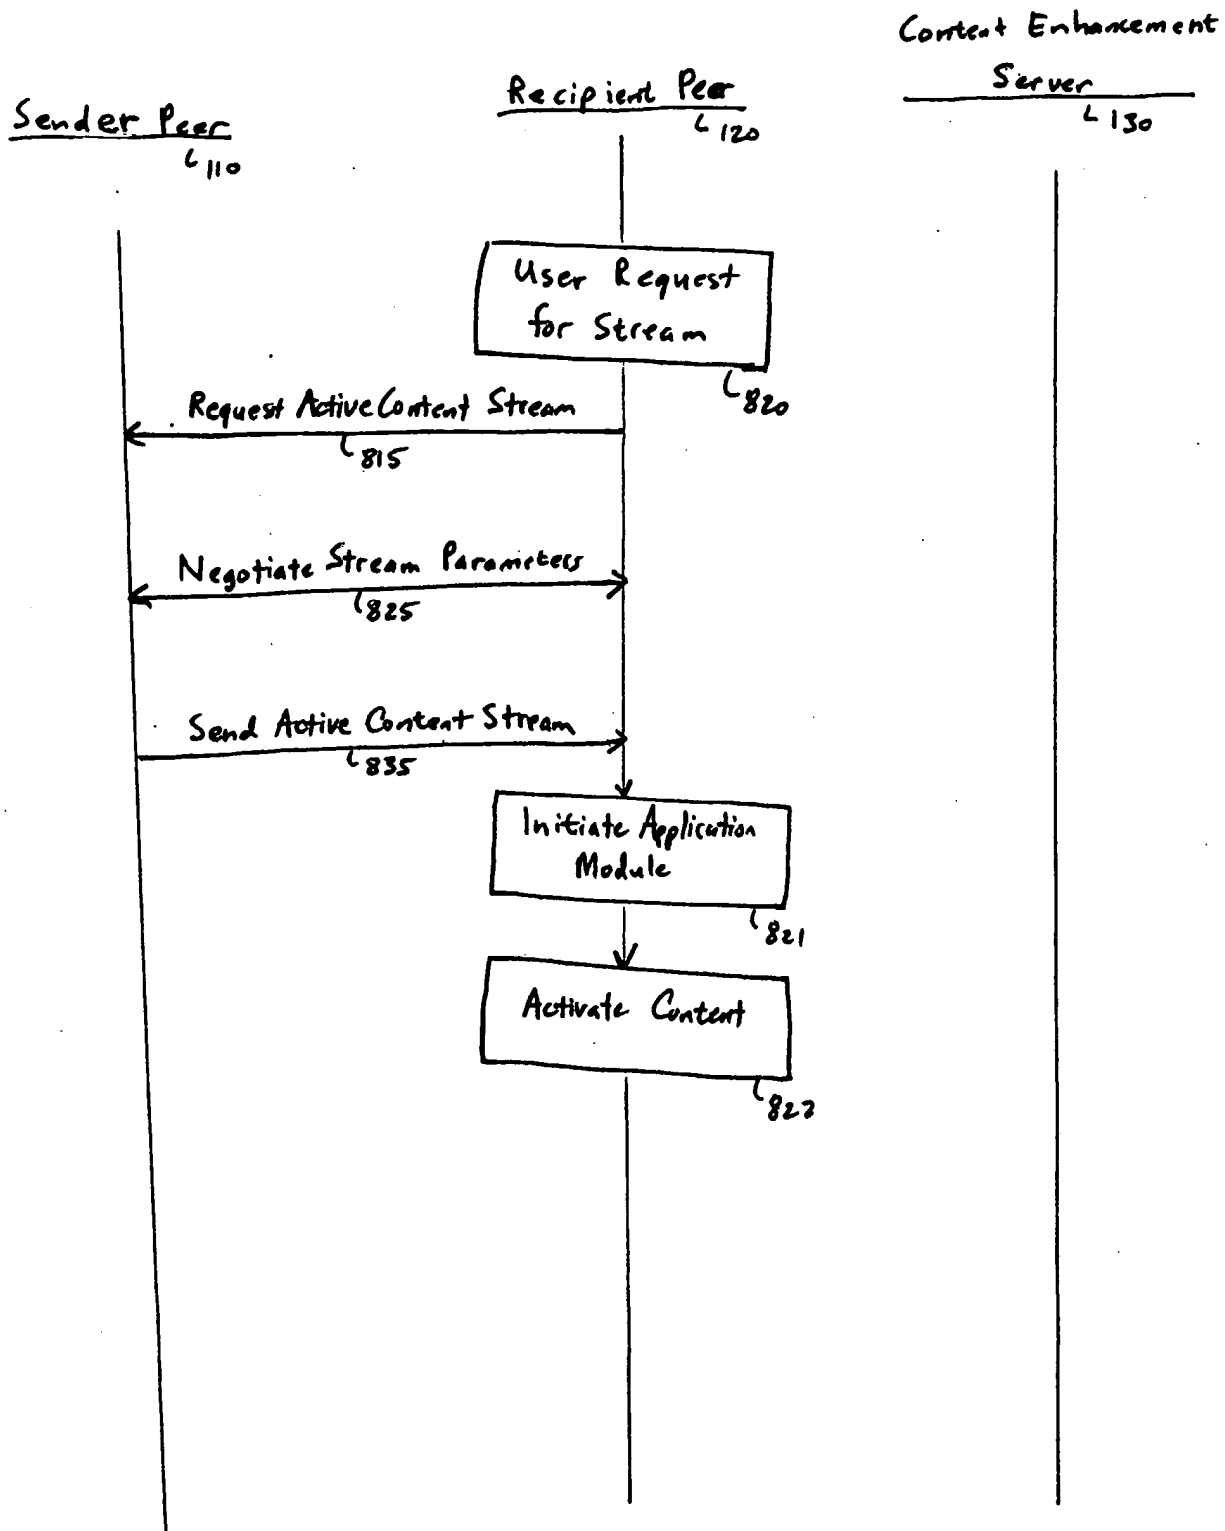 Content Enhancement
Server
130
Recipient Peer
120
Sender Peer
110
User Request
for Stream
820
Request Active Content Stream
815
Negotiate Stream Parameters
825
Send Active Content Stream
835
Initiate Application
Module
821
Activate Content
822